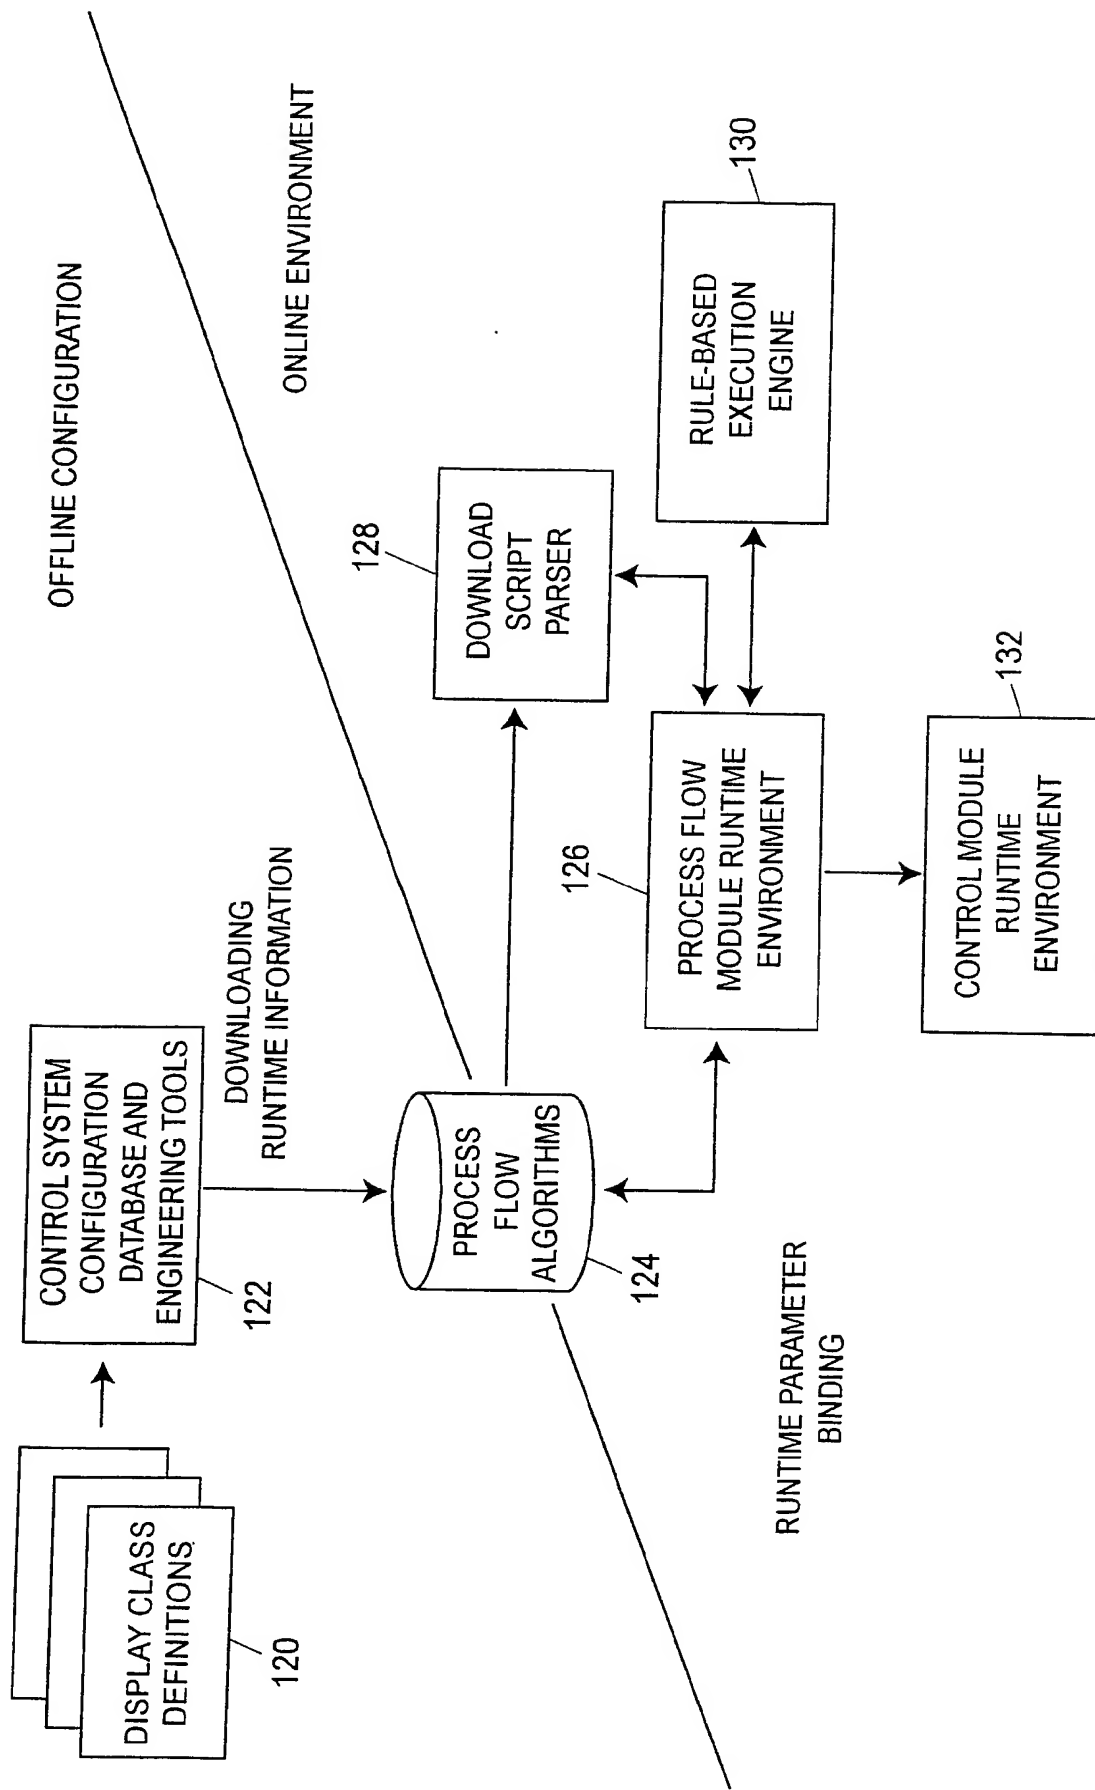 OFFLINE CONFIGURATION
CONTROL SYSTEM
CONFIGURATION
DATABASE AND
ENGINEERING TOOLS
122
DISPLAY CLASS
DEFINITIONS
120
DOWNLOADING
RUNTIME INFORMATION
ONLINE ENVIRONMENT
PROCESS
FLOW
ALGORITHMS
124
128
DOWNLOAD
SCRIPT
PARSER
130
RULE-BASED
EXECUTION
ENGINE
126
PROCESS FLOW
MODULE RUNTIME
ENVIRONMENT
RUNTIME PARAMETER
BINDING
132
CONTROL MODULE
RUNTIME
ENVIRONMENT